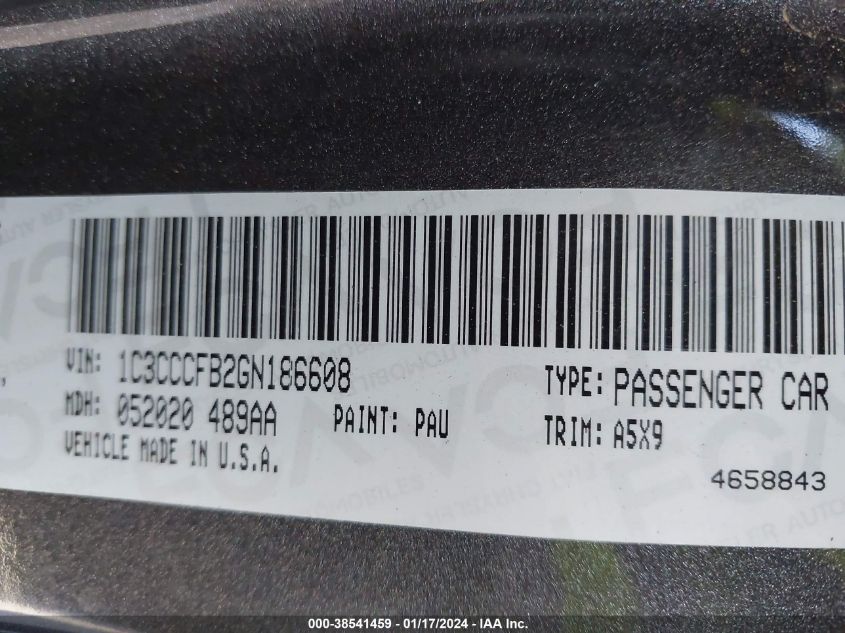 VIN: 1C3CCCFB2GN186608
TYPE: PASSENGER CAR
MDH: 052020 489AA
PAINT: PAU
TRIM: A5X9
VEHICLE MADE IN U.S.A.
4658843
000-38541459 - 01/17/2024 - IAA Inc.